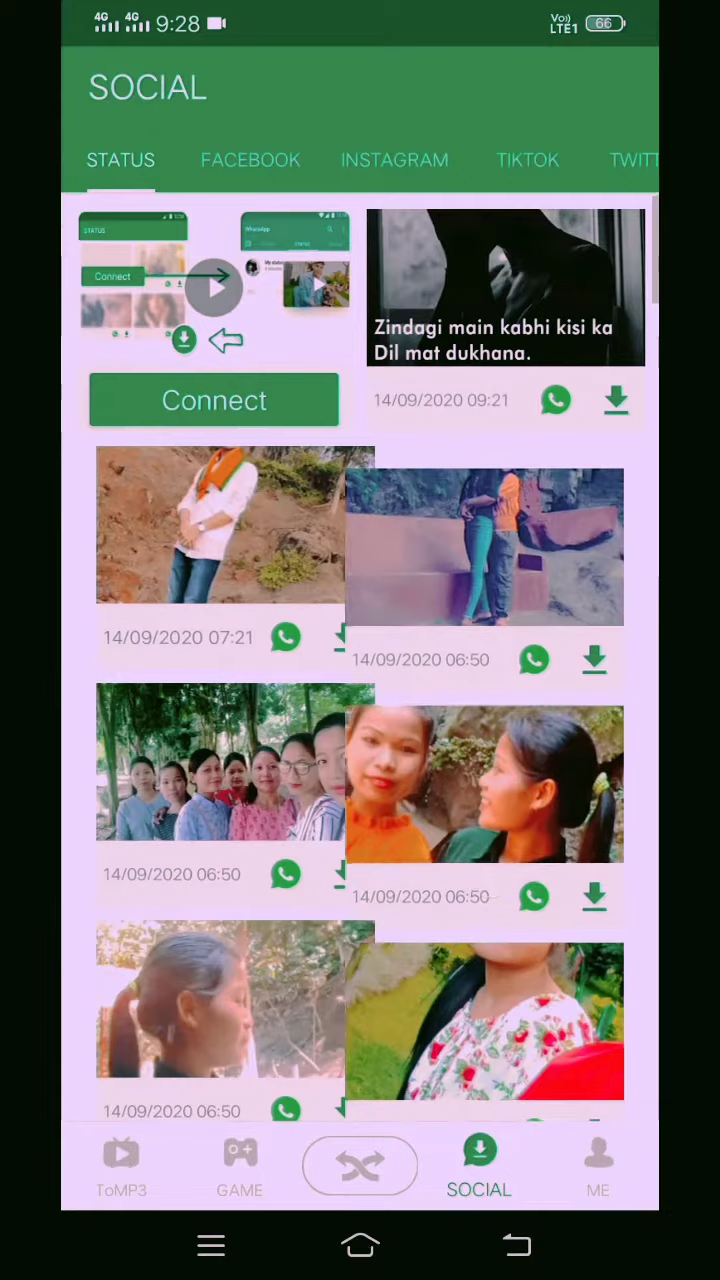 4G 4G 9:28 Vo)) LTE1 66
SOCIAL
STATUS FACEBOOK INSTAGRAM TIKTOK TWITT
STATUS
WhatsApp
Connect
Zindagi main kabhi kisi ka
Dil mat dukhana.
Connect
14/09/2020 09:21
14/09/2020 07:21
14/09/2020 06:50
14/09/2020 06:50
14/09/2020 06:50
14/09/2020 06:50
ToMP3 GAME SOCIAL ME